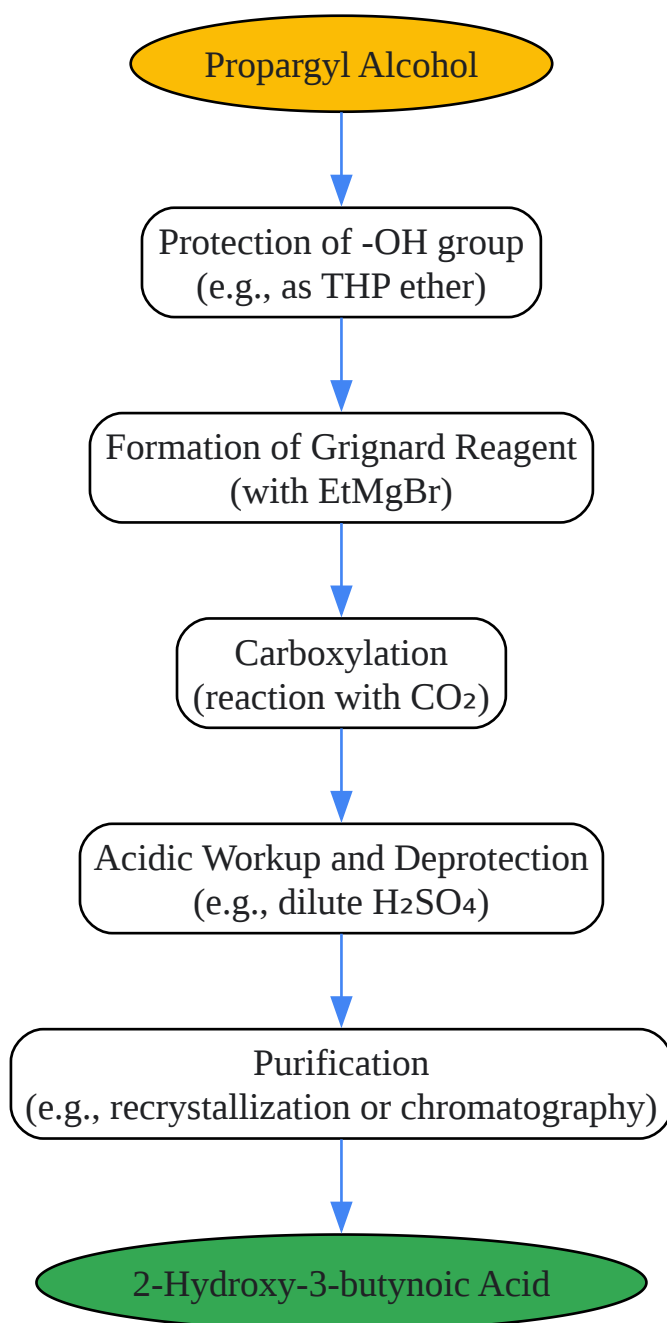 Propargyl Alcohol
Protection of -OH group
(e.g., as THP ether)
Formation of Grignard Reagent
(with EtMgBr)
Carboxylation
(reaction with CO₂)
Acidic Workup and Deprotection
(e.g., dilute H₂SO₄)
Purification
(e.g., recrystallization or chromatography)
2-Hydroxy-3-butynoic Acid